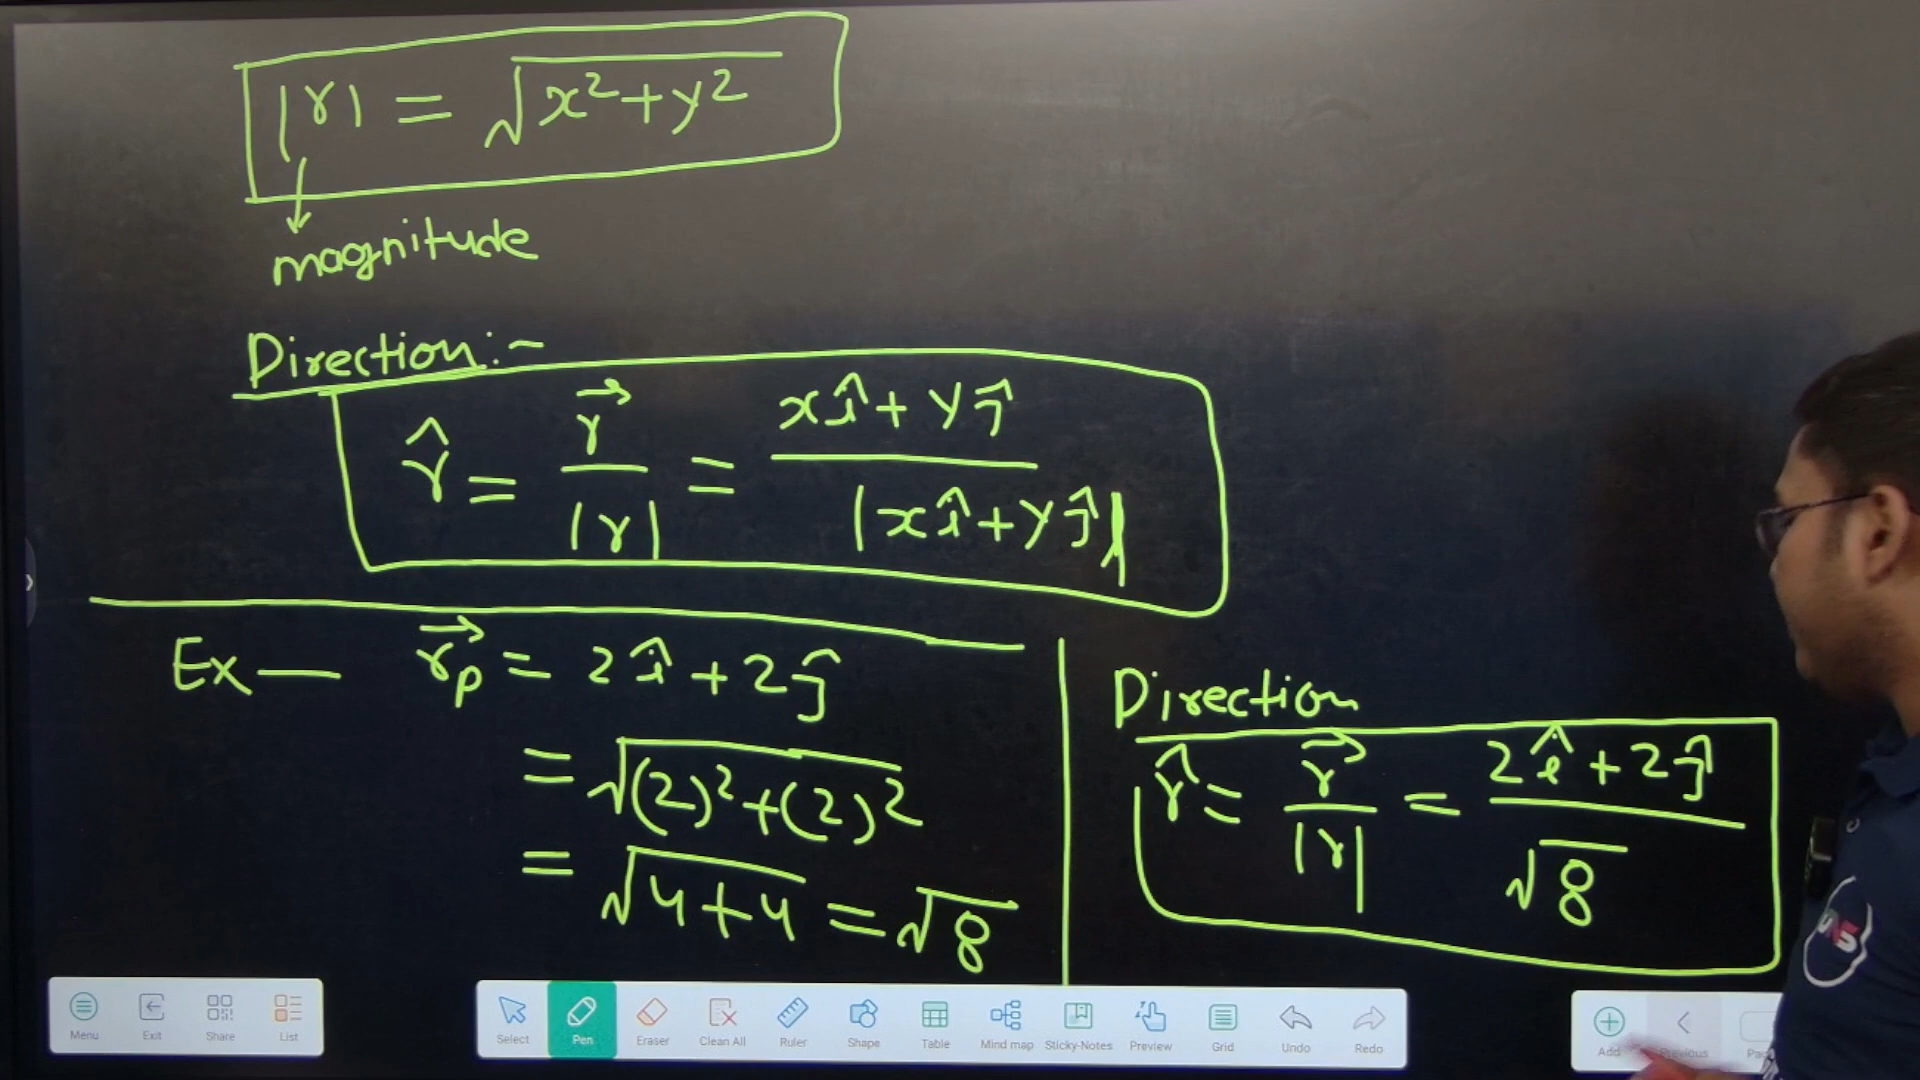 |r| = √x²+y²
magnitude
Direction:-
r̂ = r⃗/|r| = xî+yĵ/|xî+yĵ|
Ex— r⃗p = 2î+2ĵ
= √(2)²+(2)²
= √4+4 = √8
Direction
r̂ = r⃗/|r| = 2î+2ĵ/√8
Menu Exit Share List
Select Pen Eraser Clean All Ruler Shape Table Mind map Sticky-Notes Preview Grid Undo Redo
Add Previous